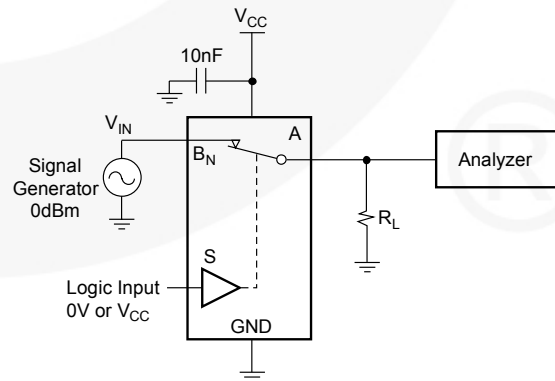 V_CC
10nF
V_IN
A
B_N
Analyzer
Signal
Generator
0dBm
R_L
S
Logic Input
0V or V_CC
GND
®